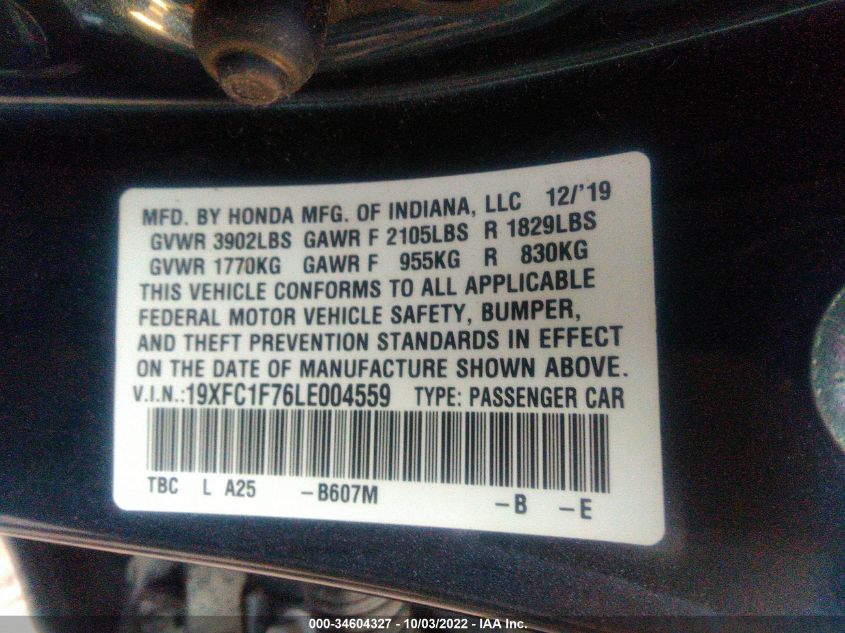 MFD. BY HONDA MFG. OF INDIANA, LLC 12/'19
GVWR 3902LBS GAWR F 2105LBS R 1829LBS
GVWR 1770KG GAWR F 955KG R 830KG
THIS VEHICLE CONFORMS TO ALL APPLICABLE
FEDERAL MOTOR VEHICLE SAFETY, BUMPER,
AND THEFT PREVENTION STANDARDS IN EFFECT
ON THE DATE OF MANUFACTURE SHOWN ABOVE.
V.I.N.:19XFC1F76LE004559 TYPE: PASSENGER CAR
TBC L A25 -B607M -B -E
000-34604327 - 10/03/2022 - IAA Inc.